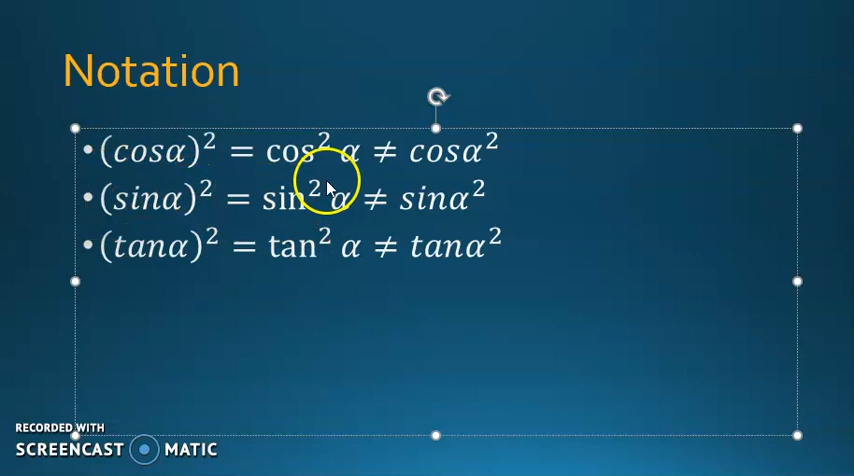 Notation
•(cosα)² = cos² α ≠ cosα²
•(sinα)² = sin² α ≠ sinα²
•(tanα)² = tan² α ≠ tanα²
RECORDED WITH
SCREENCAST MATIC